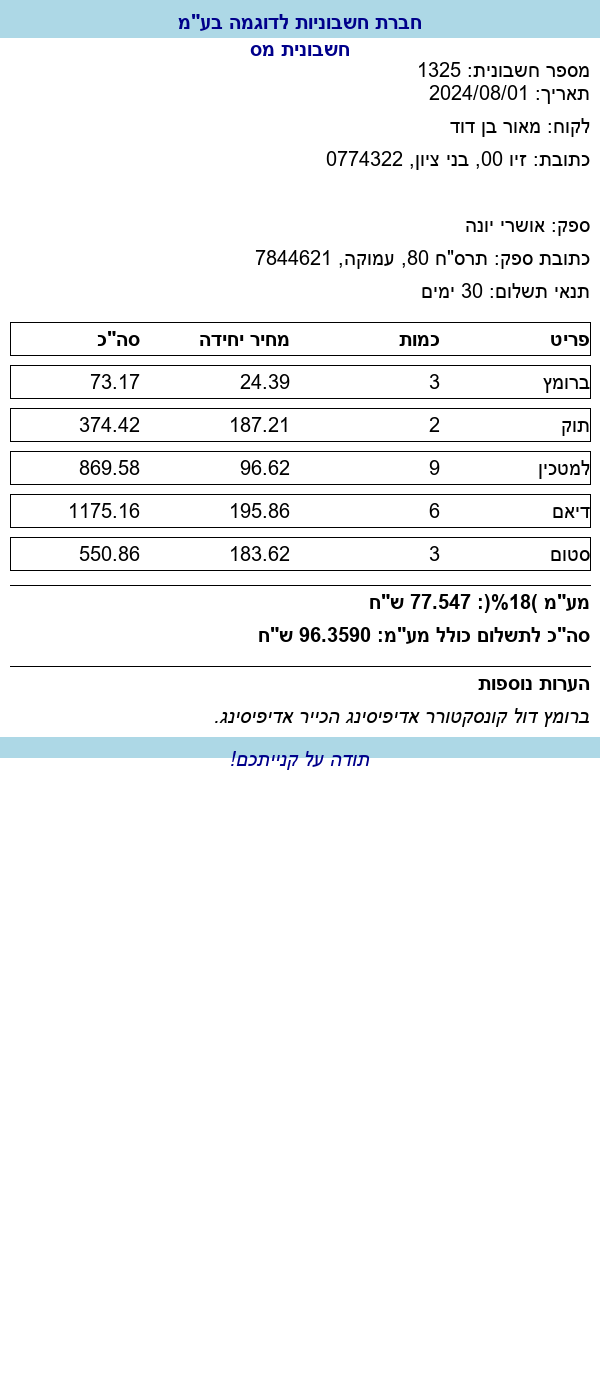 חברת חשבוניות לדוגמה בע"מ
חשבונית מס
מספר חשבונית: 1325
תאריך: 2024/08/01
לקוח: מאור בן דוד
כתובת: זיו 00, בני ציון, 0774322
ספק: אושרי יונה
כתובת ספק: תרס"ח 80, עמוקה, 7844621
תנאי תשלום: 30 ימים
פריט כמות מחיר יחידה סה"כ
ברומץ 3 24.39 73.17
תוק 2 187.21 374.42
למטכין 9 96.62 869.58
דיאם 6 195.86 1175.16
סטום 3 183.62 550.86
מע"מ )18%(: 77.547 ש"ח
סה"כ לתשלום כולל מע"מ: 96.3590 ש"ח
הערות נוספות
ברומץ דול קונסקטורר אדיפיסינג הכייר אדיפיסינג.
תודה על קנייתכם!